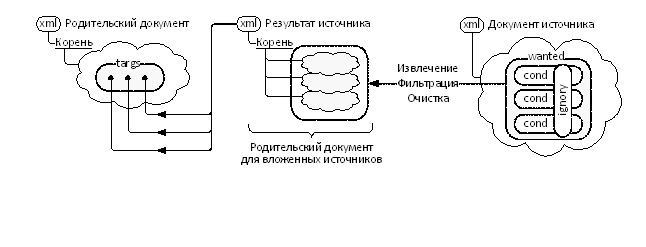 xml Родительский документ
Корень
targs
xml Результат источника
Корень
Родительский документ
для вложенных источников
Извлечение
Фильтрация
Очистка
xml Документ источника
wanted
cond
cond
cond
ignory